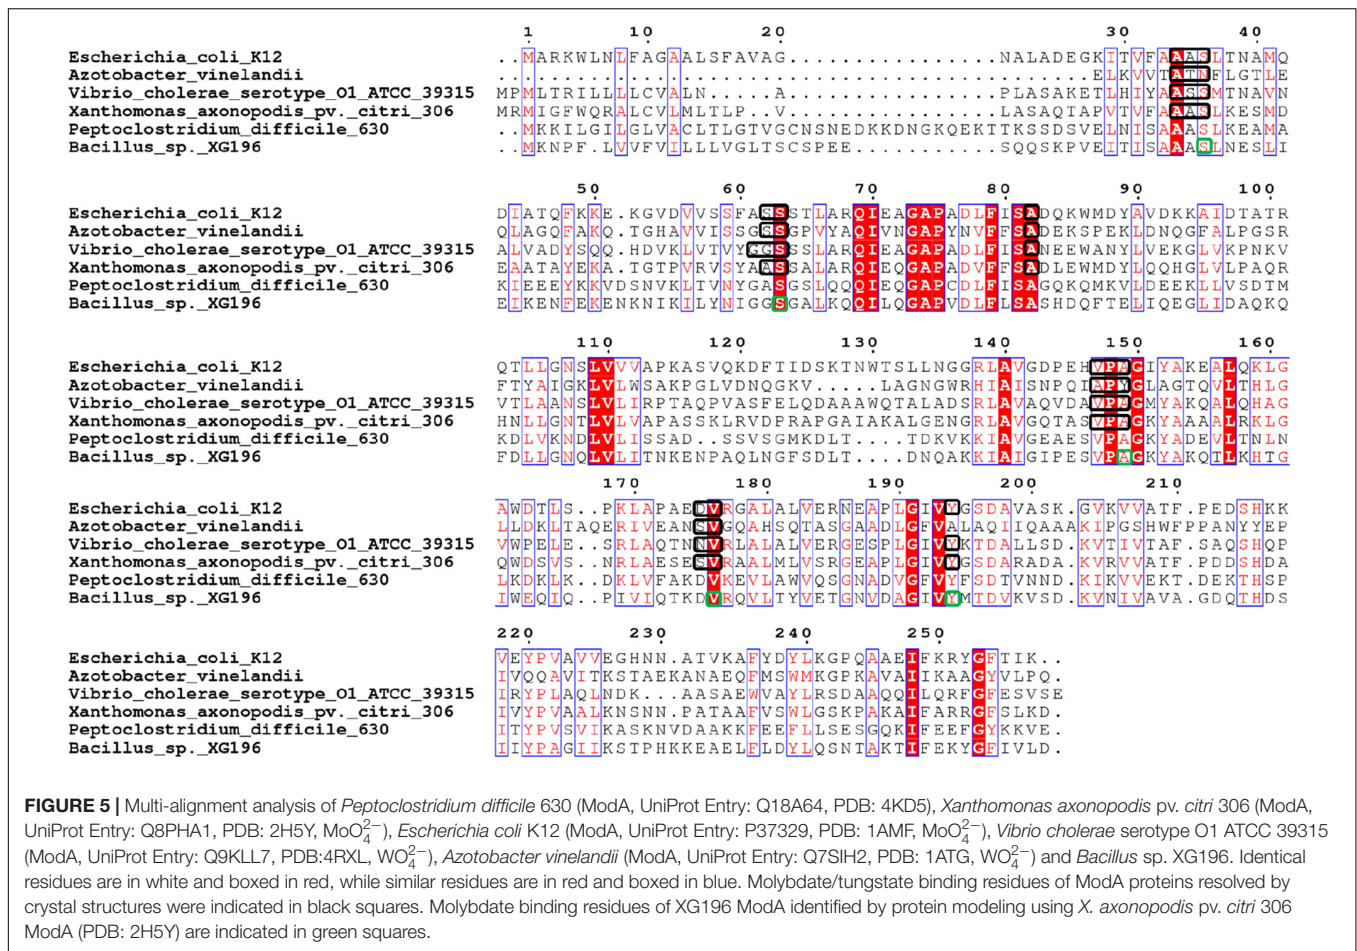 1 10 20 30 40
Escherichia_coli_K12 ..MARKWLNLFAGAALSFAVAG................NALADEGKITVFAAASLTNAMQ
Azotobacter_vinelandii ............................................ELKVVTATNFLGTLE
Vibrio_cholerae_serotype_O1_ATCC_39315 MPMLTRILLLLCVALN.....A................PLASAKETLHIYAASSMTNAVN
Xanthomonas_axonopodis_pv._citri_306 MRMIGFWQRALCVLMLTLP..V................LASAQTAPVTVFAAASLKESMD
Peptoclostridium_difficile_630 ..MKKILGILGLVACLTLGTVGCNSNEDKKDNGKQEKTTKSSDSVELNISAAASLKEAMA
Bacillus_sp._XG196 ..MKNPF.LVVFVILLLVGLTSCSPEE...........SQQSKPVEITISAAASLNESLI
50 60 70 80 90 100
Escherichia_coli_K12 DIATQFKKE.KGVDVVSSFASSSTLARQIEAGAPADLFISADQKWMDYAVDKKAIDTATR
Azotobacter_vinelandii QLAGQFAKQ.TGHAVVISSGSSGPVYAQIVNGAPYNVFFSADEKSPEKLDNQGFALPGSR
Vibrio_cholerae_serotype_O1_ATCC_39315 ALVADYSQQ.HDVKLVTVYGGSSSLARQIEAGAPADLFISANEEWANYLVEKGLVKPNKV
Xanthomonas_axonopodis_pv._citri_306 EAATAYEKA.TGTPVRVSYAASSALARQIEQGAPADVFFSADLEWMDYLQQHGLVLPAQR
Peptoclostridium_difficile_630 KIEEEYKKVDSNVKLTVNYGASGSLQQQIEQGAPCDLFISAGQKQMKVLDEEKLLVSDTM
Bacillus_sp._XG196 EIKENFEKENKNIKILYNIGGSGALKQQIEQGAPVDLFLSASHDQFTELIQEGLIDAQKQ
110 120 130 140 150 160
Escherichia_coli_K12 QTLLGNSLVVVAPKASVQKDFTIDSKTNWTSLLNGGRLAVGDPEHVPAGIYAKEALQKLG
Azotobacter_vinelandii FTYAIGKLVLWSAKPGLVDNQGKV.....LAGNGWRHIAISNPQIAPYGLAGTQVLTHLG
Vibrio_cholerae_serotype_O1_ATCC_39315 VTLAANSLVLIRPTAQPVASFELQDAAAWQTALADSRLAVAQVDAVPAGMYAKQALQHAG
Xanthomonas_axonopodis_pv._citri_306 HNLLGNTLVLVAPASSKLRVDPRAPGAIAKALGENGRLAVGQTASVPAGKYAAAALRKLG
Peptoclostridium_difficile_630 KDLVKNDLVLISSAD.SSVSGMKDLT....TDKVKKIAVGEAESVPAGKYADEVLTNLN
Bacillus_sp._XG196 FDLLGNQLVLITNKENPAQLNGFSDLT....DNQAKKIAIGIPESVPAGKYAKQTLKHTG
170 180 190 200 210
Escherichia_coli_K12 AWDTLS..PKLAPAEDVRGALALVERNEAPLGIVYGSDAVASK.GVKVVATF.PEDSHKK
Azotobacter_vinelandii LLDKLTAQERIVEANSVGQAHSQTASGAADLGFVALAQIIQAAAKIPGSHWFPPANYYEP
Vibrio_cholerae_serotype_O1_ATCC_39315 VWPELE..SRLAQTNNVRLALALVERGESPLGIVYKTDALLSD.KVTIVTAF.SAQSHQP
Xanthomonas_axonopodis_pv._citri_306 QWDSVS..NRLAESESVRAALMLVSRGEAPLGIVYGSDARADA.KVRVVATF.PDDSHDA
Peptoclostridium_difficile_630 LKDKLK..DKLVFAKDVKEVLAWVQSGNADVGFVYFSDTVNND.KIKVVEKT.DEKTHSP
Bacillus_sp._XG196 IWEQIQ..PIVIQTKDVRQVLTYVETGNVDAGIVYMTDVKVSD.KVNIVAVA.GDQTHDS
220 230 240 250
Escherichia_coli_K12 VEYPVAVVEGHNN.ATVKAFYDYLKGPQAAEIFKRYGFTIK..
Azotobacter_vinelandii IVQQAVITKSTAEKANAEQFMSWMKGPKAVAIIKAAGYVLPQ.
Vibrio_cholerae_serotype_O1_ATCC_39315 IRYPLAQLNDK...AASAEWVAYLRSDAAQQILQRFGFESVSE
Xanthomonas_axonopodis_pv._citri_306 IVYPVAALKNSNN.PATAAFVSWLGSKPAKAIFARRGFSLKD.
Peptoclostridium_difficile_630 ITYPVSVIKASKNVDAAKKFEEFLLSESGQKIFEEFGYKKVE.
Bacillus_sp._XG196 IIYPAGIIKSTPHKKEAELFLDYLQSNTAKTIFEKYGFIVLD.
FIGURE 5 | Multi-alignment analysis of Peptoclostridium difficile 630 (ModA, UniProt Entry: Q18A64, PDB: 4KD5), Xanthomonas axonopodis pv. citri 306 (ModA,
UniProt Entry: Q8PHA1, PDB: 2H5Y, MoO₄²⁻), Escherichia coli K12 (ModA, UniProt Entry: P37329, PDB: 1AMF, MoO₄²⁻), Vibrio cholerae serotype O1 ATCC 39315
(ModA, UniProt Entry: Q9KLL7, PDB:4RXL, WO₄²⁻), Azotobacter vinelandii (ModA, UniProt Entry: Q7SIH2, PDB: 1ATG, WO₄²⁻) and Bacillus sp. XG196. Identical
residues are in white and boxed in red, while similar residues are in red and boxed in blue. Molybdate/tungstate binding residues of ModA proteins resolved by
crystal structures were indicated in black squares. Molybdate binding residues of XG196 ModA identified by protein modeling using X. axonopodis pv. citri 306
ModA (PDB: 2H5Y) are indicated in green squares.